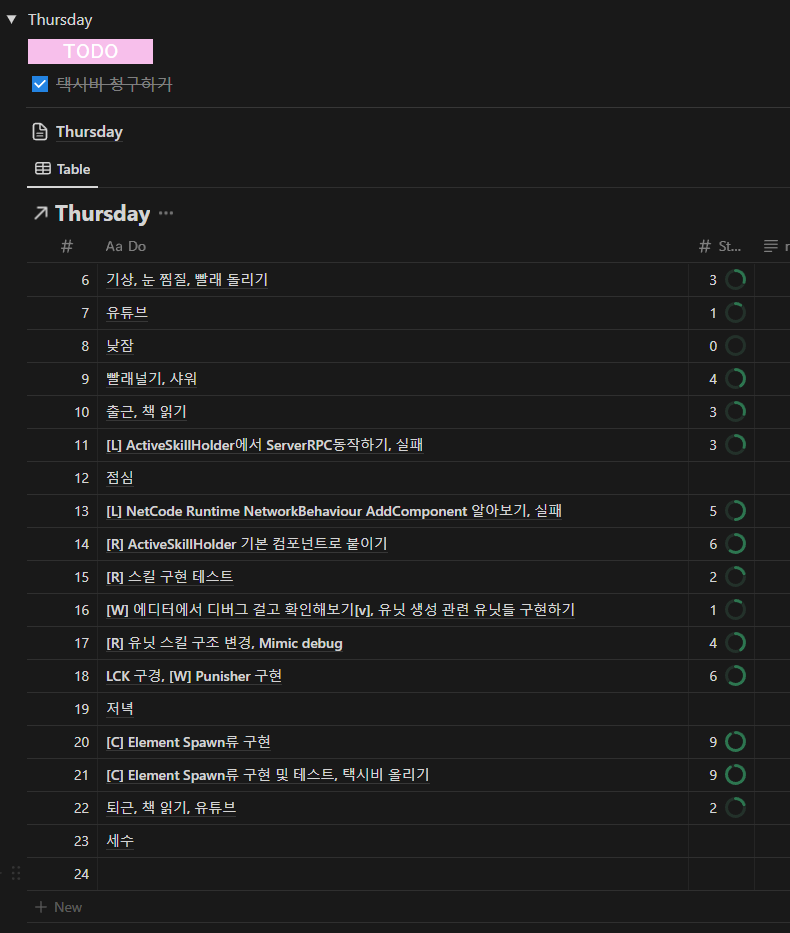 Thursday
TODO
택시비 청구하기
Thursday
Table
Thursday
# Aa Do # St...
6 기상, 눈 찜질, 빨래 돌리기 3
7 유튜브 1
8 낮잠 0
9 빨래널기, 샤워 4
10 출근, 책 읽기 3
11 [L] ActiveSkillHolder에서 ServerRPC동작하기, 실패 3
12 점심
13 [L] NetCode Runtime NetworkBehaviour AddComponent 알아보기, 실패 5
14 [R] ActiveSkillHolder 기본 컴포넌트로 붙이기 6
15 [R] 스킬 구현 테스트 2
16 [W] 에디터에서 디버그 걸고 확인해보기[v], 유닛 생성 관련 유닛들 구현하기 1
17 [R] 유닛 스킬 구조 변경, Mimic debug 4
18 LCK 구경, [W] Punisher 구현 6
19 저녁
20 [C] Element Spawn류 구현 9
21 [C] Element Spawn류 구현 및 테스트, 택시비 올리기 9
22 퇴근, 책 읽기, 유튜브 2
23 세수
24
New